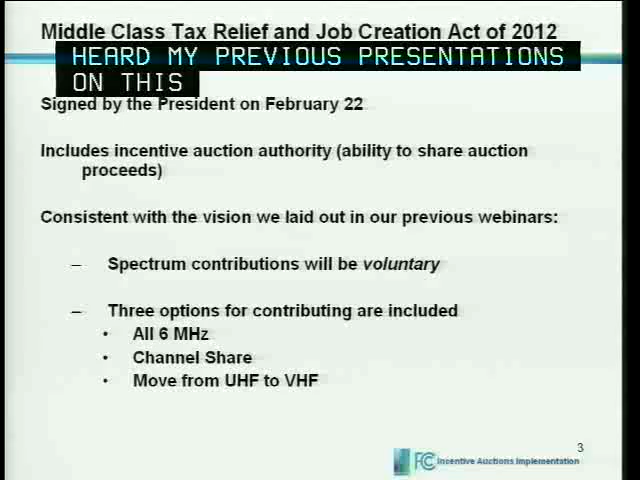 Middle Class Tax Relief and Job Creation Act of 2012
HEARD MY PREVIOUS PRESENTATIONS
ON THIS
Signed by the President on February 22
Includes incentive auction authority (ability to share auction
proceeds)
Consistent with the vision we laid out in our previous webinars:
– Spectrum contributions will be voluntary
– Three options for contributing are included
• All 6 MHz
• Channel Share
• Move from UHF to VHF
3
FCC Incentive Auctions Implementation